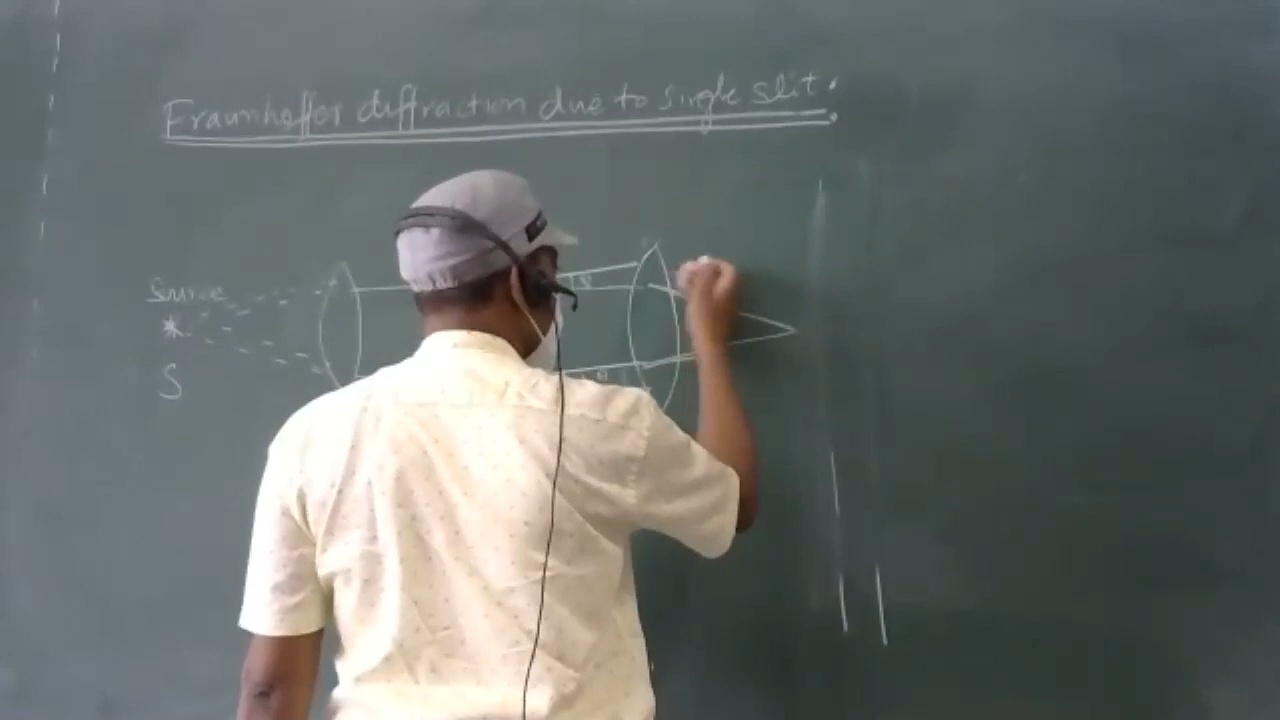 Fraunhoffer diffraction due to single slit.
Source
S
θ
θ